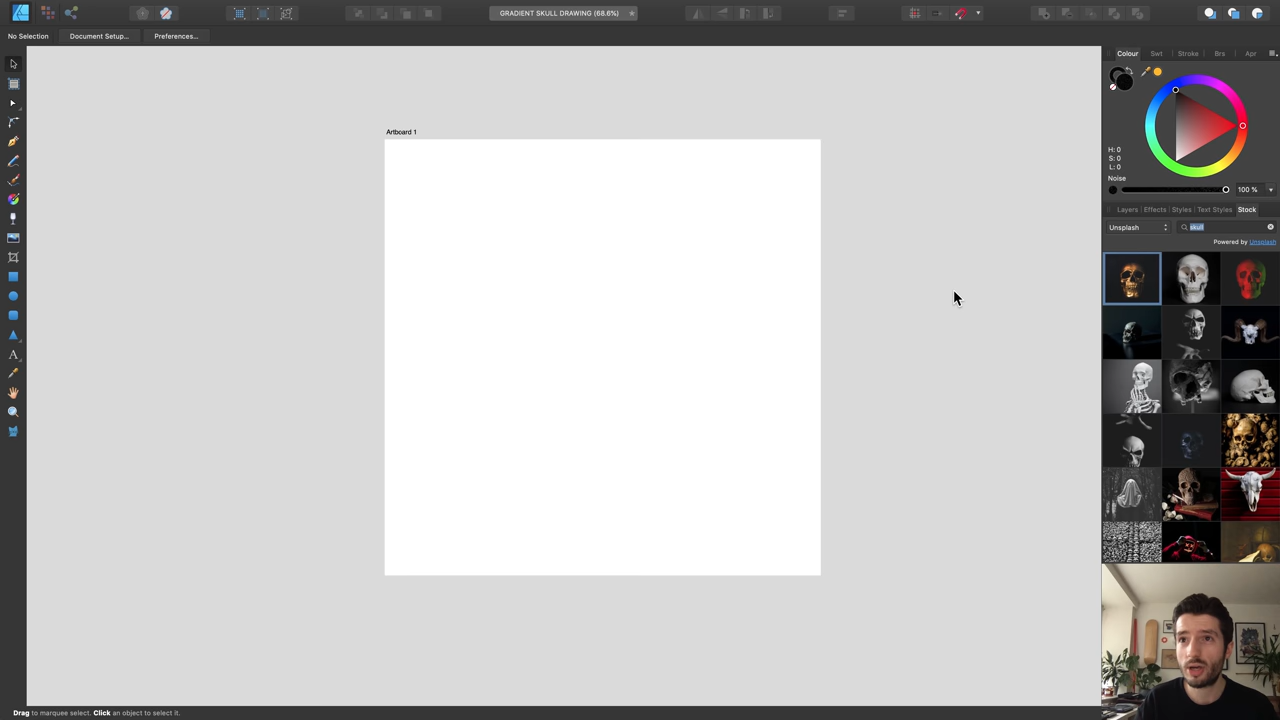 GRADIENT SKULL DRAWING (68.6%)
No Selection
Document Setup...
Preferences...
Colour
Swt
Stroke
Brs
Apr
Artboard 1
H: 0
S: 0
L: 0
Noise
100 %
Layers
Effects
Styles
Text Styles
Stock
Unsplash
skull
Powered by Unsplash
A
Drag to marquee select. Click an object to select it.